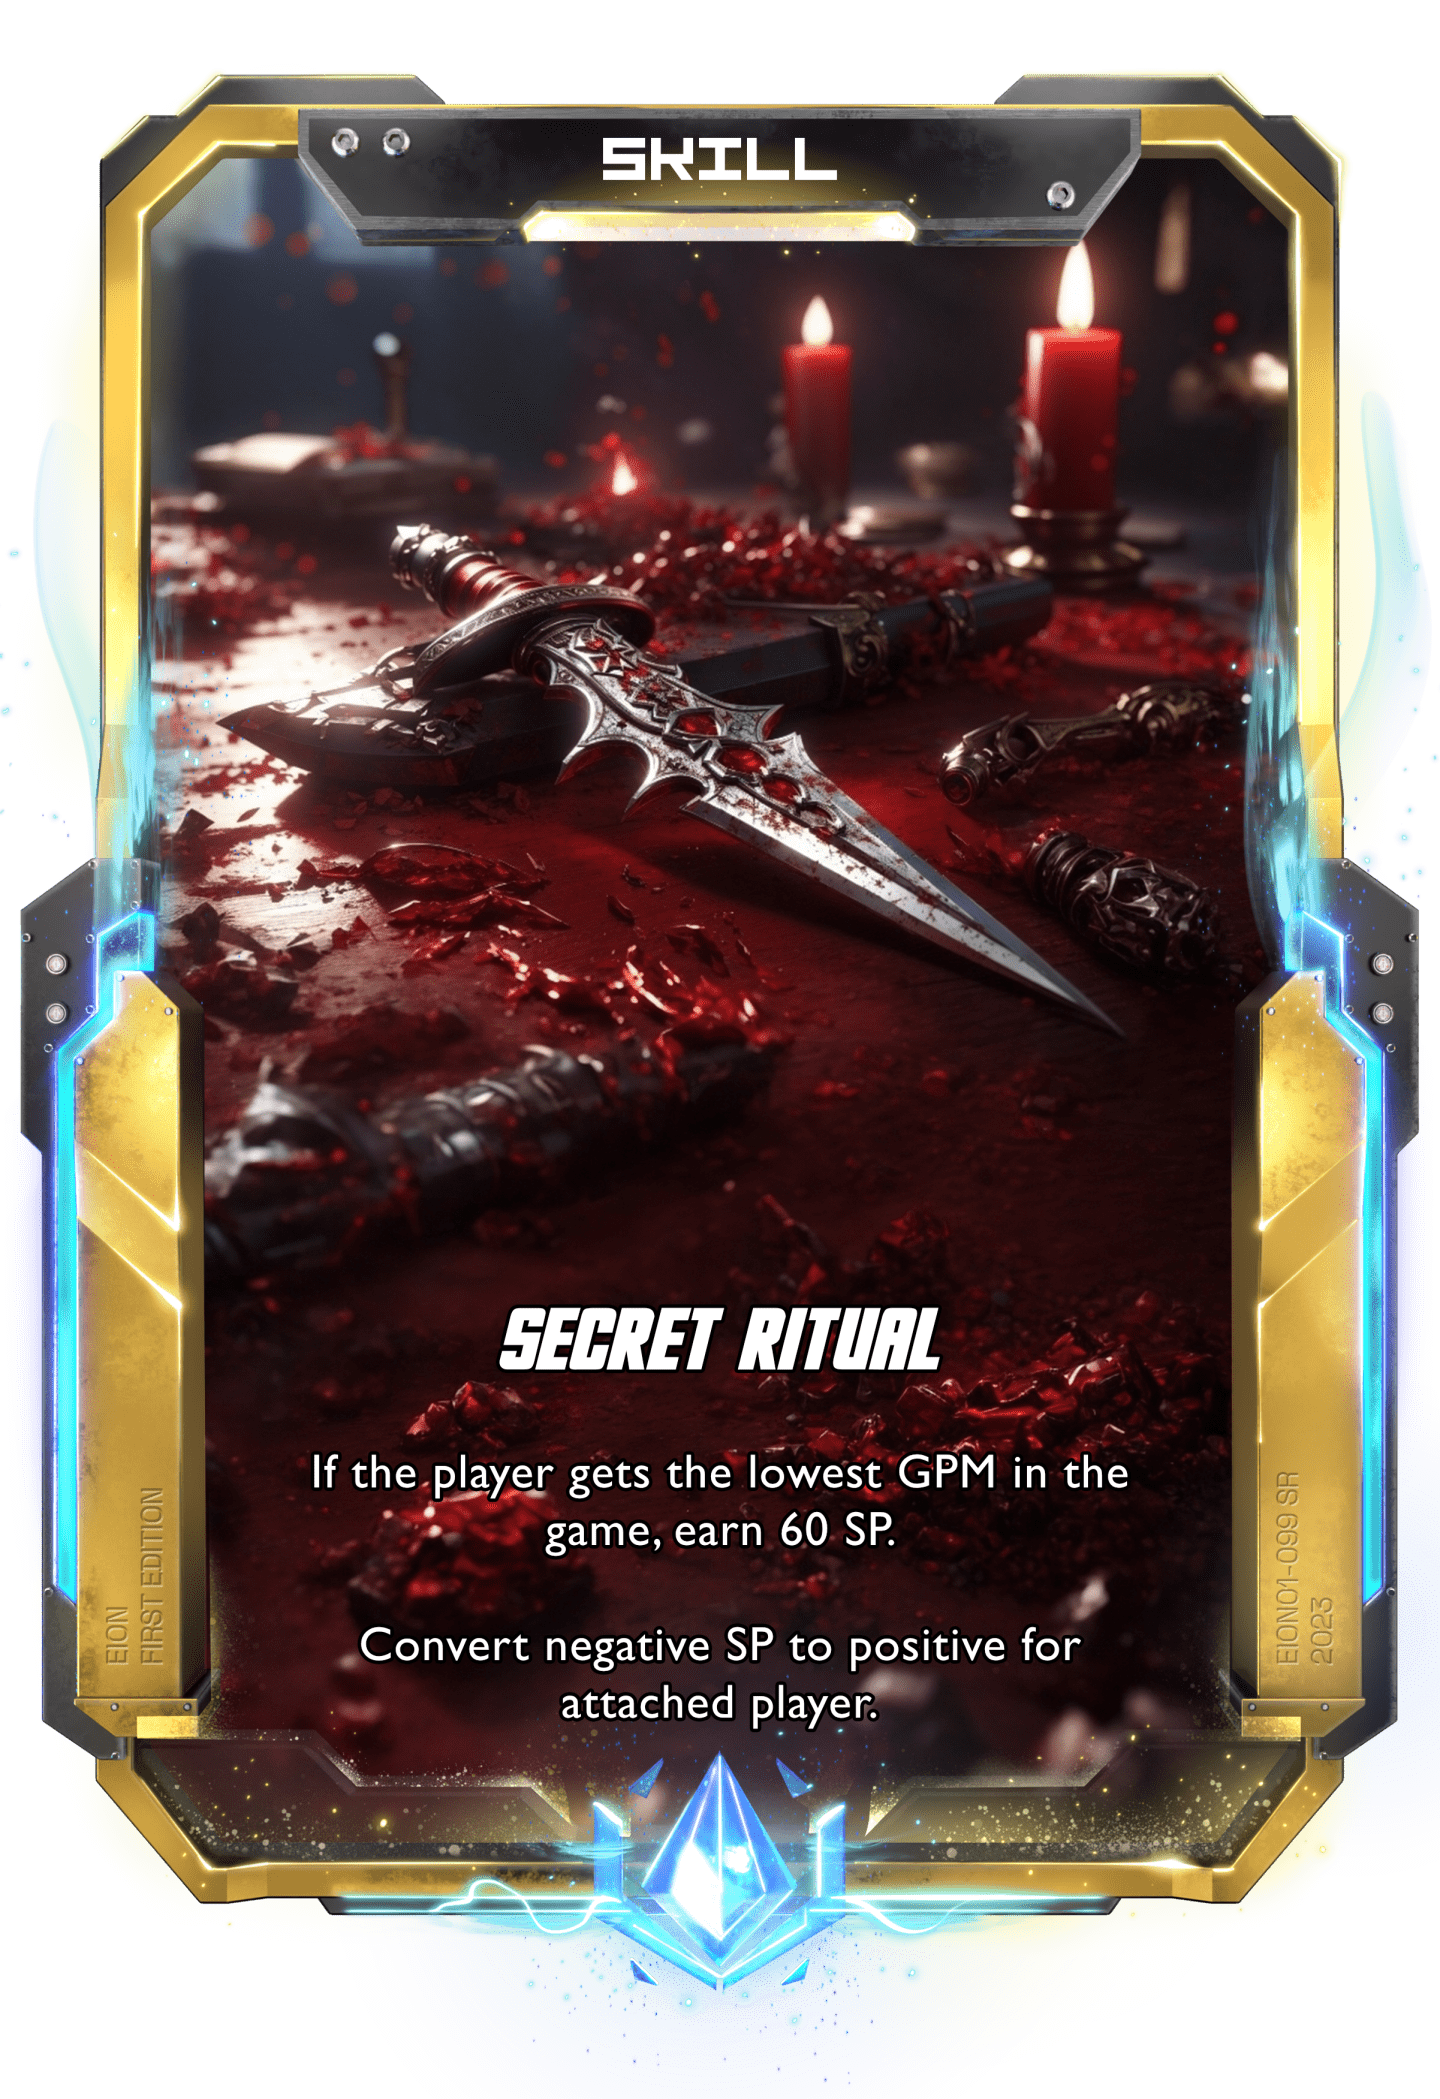 SKILL
SECRET RITUAL
If the player gets the lowest GPM in the
game, earn 60 SP.
Convert negative SP to positive for
attached player.
EION
FIRST EDITION
EION01-099 SR
2023